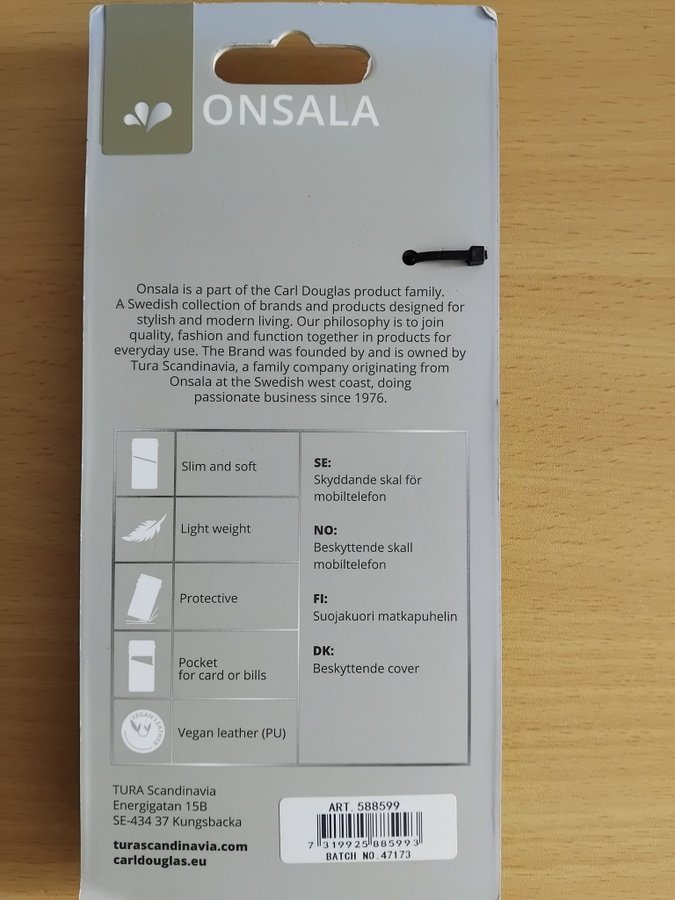 ONSALA
Onsala is a part of the Carl Douglas product family.
A Swedish collection of brands and products designed for
stylish and modern living. Our philosophy is to join
quality, fashion and function together in products for
everyday use. The Brand was founded by and is owned by
Tura Scandinavia, a family company originating from
Onsala at the Swedish west coast, doing
passionate business since 1976.
Slim and soft
Light weight
Protective
Pocket
for card or bills
VEGAN LEATHER
Vegan leather (PU)
SE:
Skyddande skal för
mobiltelefon
NO:
Beskyttende skall
mobiltelefon
FI:
Suojakuori matkapuhelin
DK:
Beskyttende cover
TURA Scandinavia
Energigatan 15B
SE-434 37 Kungsbacka
turascandinavia.com
carldouglas.eu
ART. 588599
7 319925 885993
BATCH NO.47173